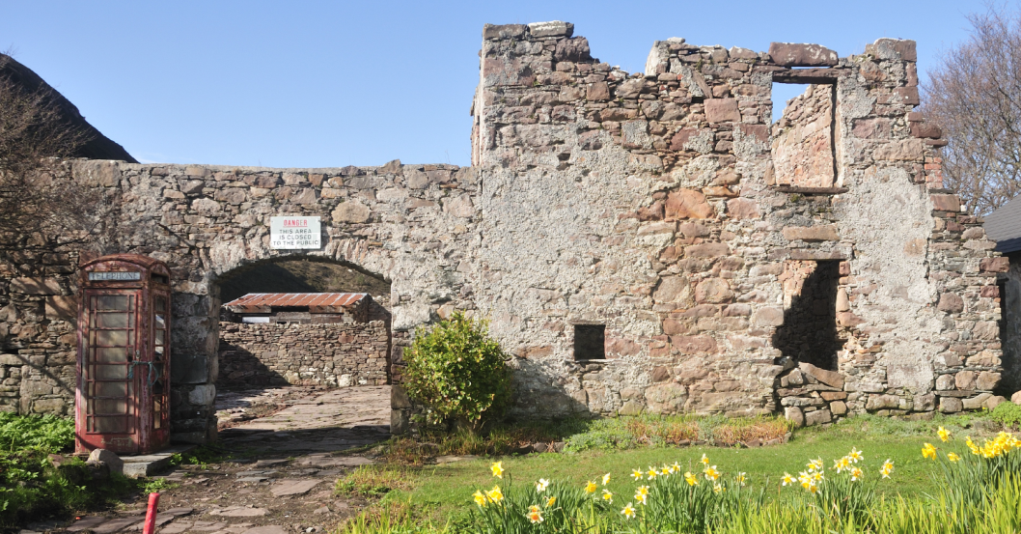 DANGER
THIS AREA
IS CLOSED
TO THE PUBLIC
TELEPHONE